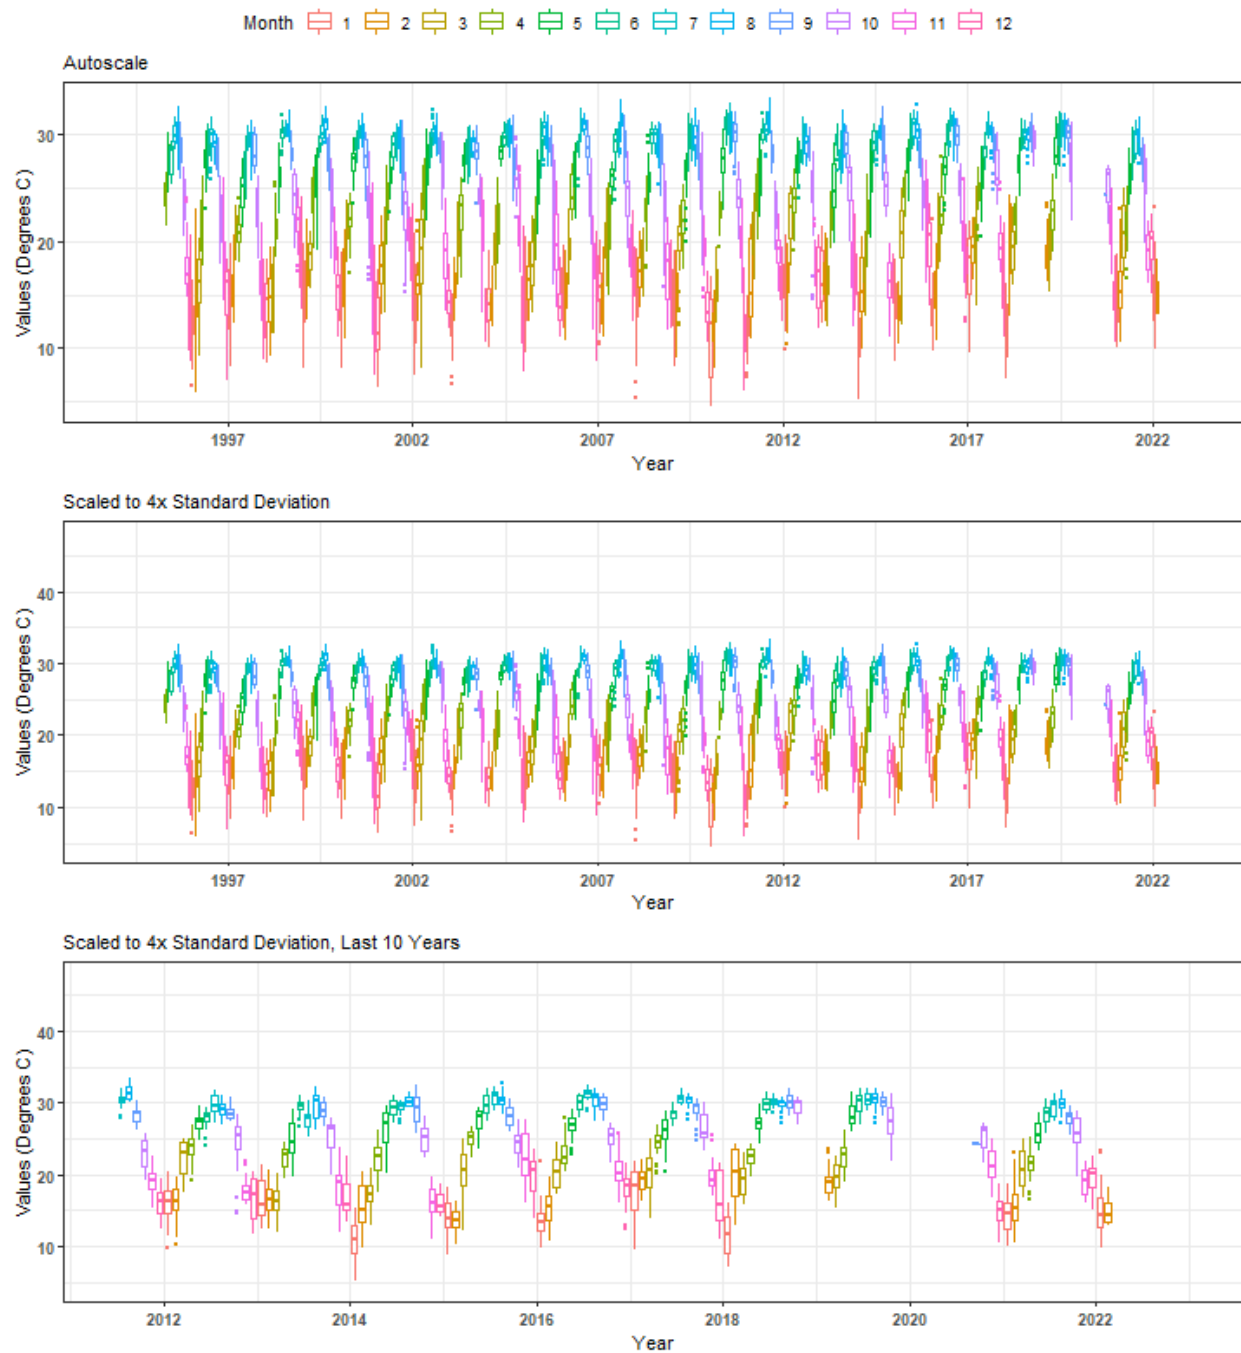 Month 1 2 3 4 5 6 7 8 9 10 11 12
Autoscale
Values (Degrees C)
30
20
10
1997 2002 2007 2012 2017 2022
Year
Scaled to 4x Standard Deviation
Values (Degrees C)
40
30
20
10
1997 2002 2007 2012 2017 2022
Year
Scaled to 4x Standard Deviation, Last 10 Years
Values (Degrees C)
40
30
20
10
2012 2014 2016 2018 2020 2022
Year